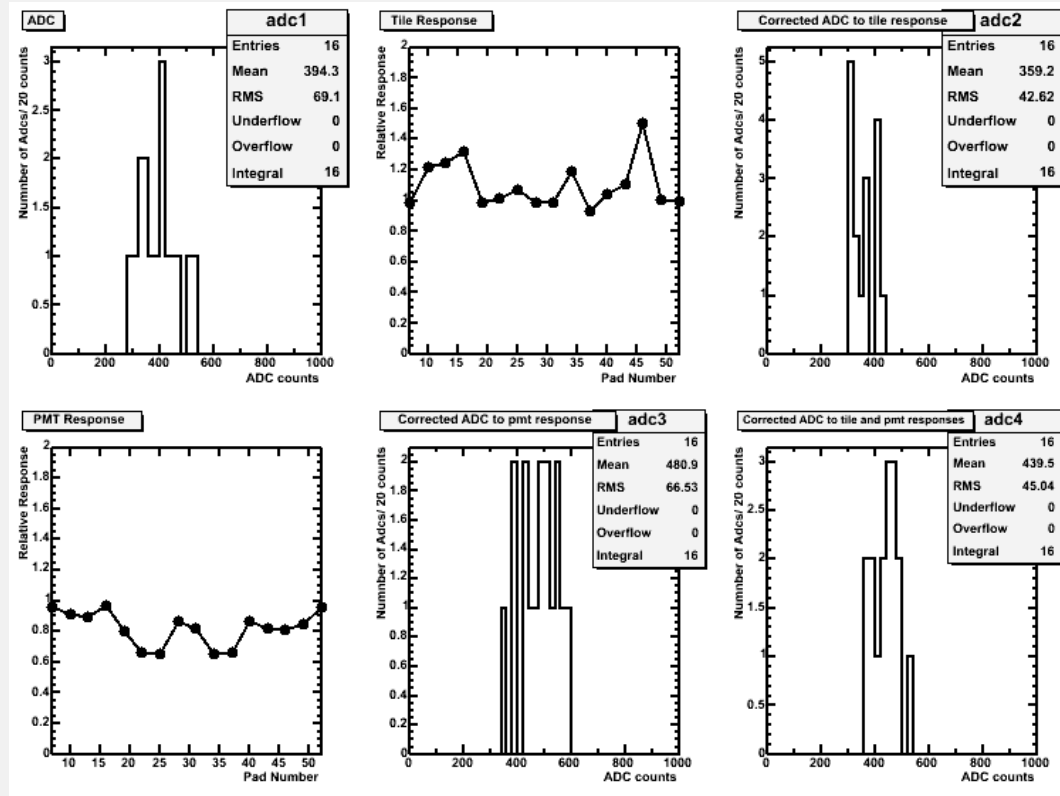 ADC
adc1
Entries 16
Mean 394.3
RMS 69.1
Underflow 0
Overflow 0
Integral 16
Numnber of Adcs/ 20 counts
3
2.5
2
1.5
1
0.5
0
200 400 600 800 1000
ADC counts
Tile Response
Relative Response
2
1.8
1.6
1.4
1.2
1
0.8
0.6
0.4
0.2
0
10 15 20 25 30 35 40 45 50
Pad Number
Corrected ADC to tile response
adc2
Entries 16
Mean 359.2
RMS 42.62
Underflow 0
Overflow 0
Integral 16
Numnber of Adcs/ 20 counts
5
4
3
2
1
0
0 200 400 600 800 1000
ADC counts
PMT Response
Relative Response
2
1.8
1.6
1.4
1.2
1
0.8
0.6
0.4
0.2
0
10 15 20 25 30 35 40 45 50
Pad Number
Corrected ADC to pmt response
adc3
Entries 16
Mean 480.9
RMS 66.53
Underflow 0
Overflow 0
Integral 16
Numnber of Adcs/ 20 counts
2
1.8
1.6
1.4
1.2
1
0.8
0.6
0.4
0.2
0
0 200 400 600 800 1000
ADC counts
Corrected ADC to tile and pmt responses
adc4
Entries 16
Mean 439.5
RMS 45.04
Underflow 0
Overflow 0
Integral 16
Numnber of Adcs/ 20 counts
3
2.5
2
1.5
1
0.5
0
0 200 400 600 800 1000
ADC counts